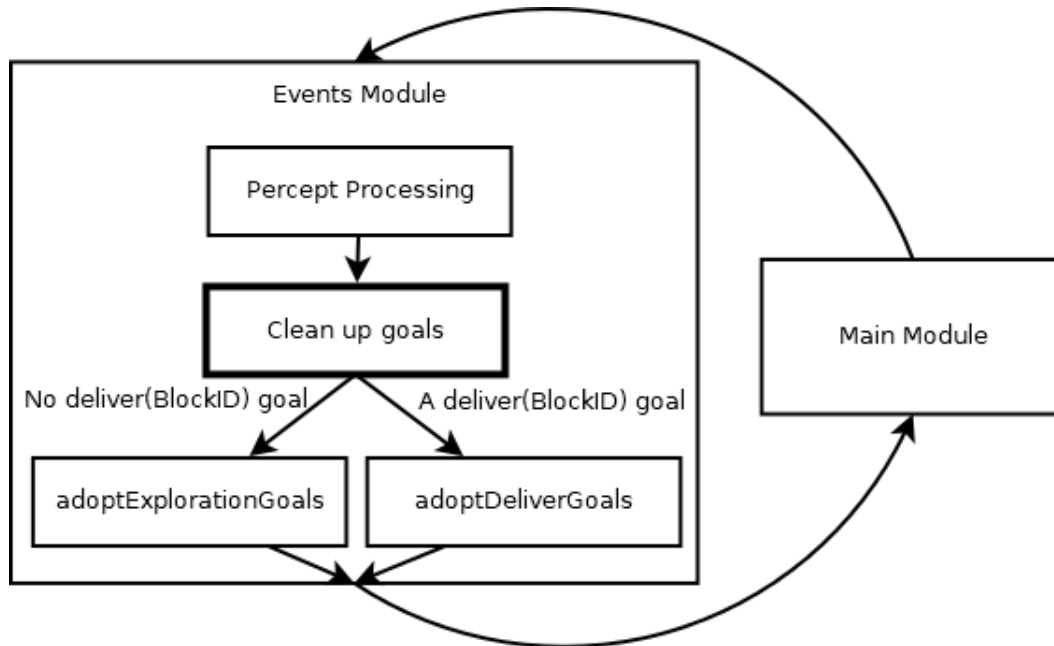 Events Module
Percept Processing
Clean up goals
Main Module
No deliver(BlockID) goal
A deliver(BlockID) goal
adoptExplorationGoals
adoptDeliverGoals